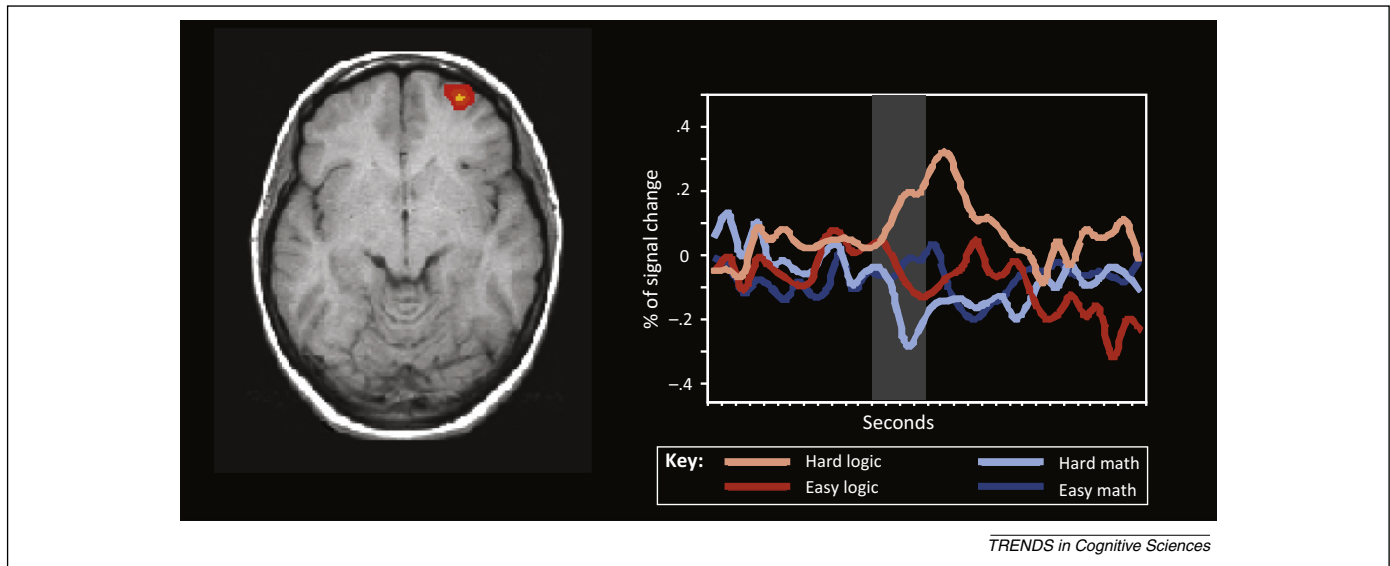 .4
.2
0
−.2
−.4
% of signal change
Seconds
Key:
Hard logic
Hard math
Easy logic
Easy math
TRENDS in Cognitive Sciences